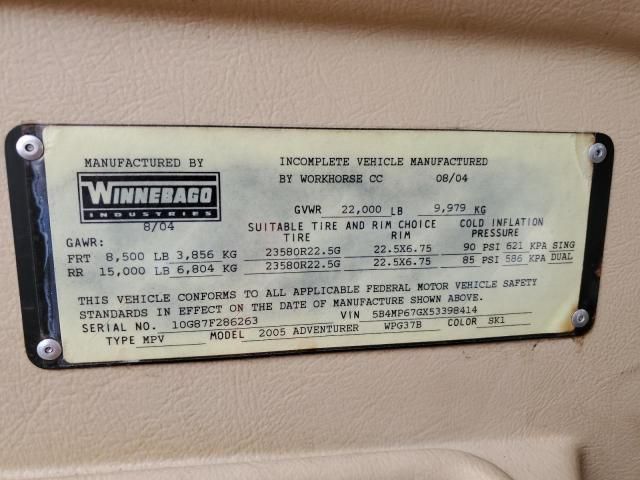 MANUFACTURED BY
WINNEBAGO
INDUSTRIES
8/04
INCOMPLETE VEHICLE MANUFACTURED
BY WORKHORSE CC 08/04
GVWR 22,000 LB 9,979 KG
SUITABLE TIRE AND RIM CHOICE COLD INFLATION
GAWR: TIRE RIM PRESSURE
FRT 8,500 LB 3,856 KG 23580R22.5G 22.5X6.75 90 PSI 621 KPA SING
RR 15,000 LB 6,804 KG 23580R22.5G 22.5X6.75 85 PSI 586 KPA DUAL
THIS VEHICLE CONFORMS TO ALL APPLICABLE FEDERAL MOTOR VEHICLE SAFETY
STANDARDS IN EFFECT ON THE DATE OF MANUFACTURE SHOWN ABOVE.
SERIAL NO. 10G87F286263 VIN 5B4MP67GX53398414
TYPE MPV MODEL 2005 ADVENTURER WPG37B COLOR SK1